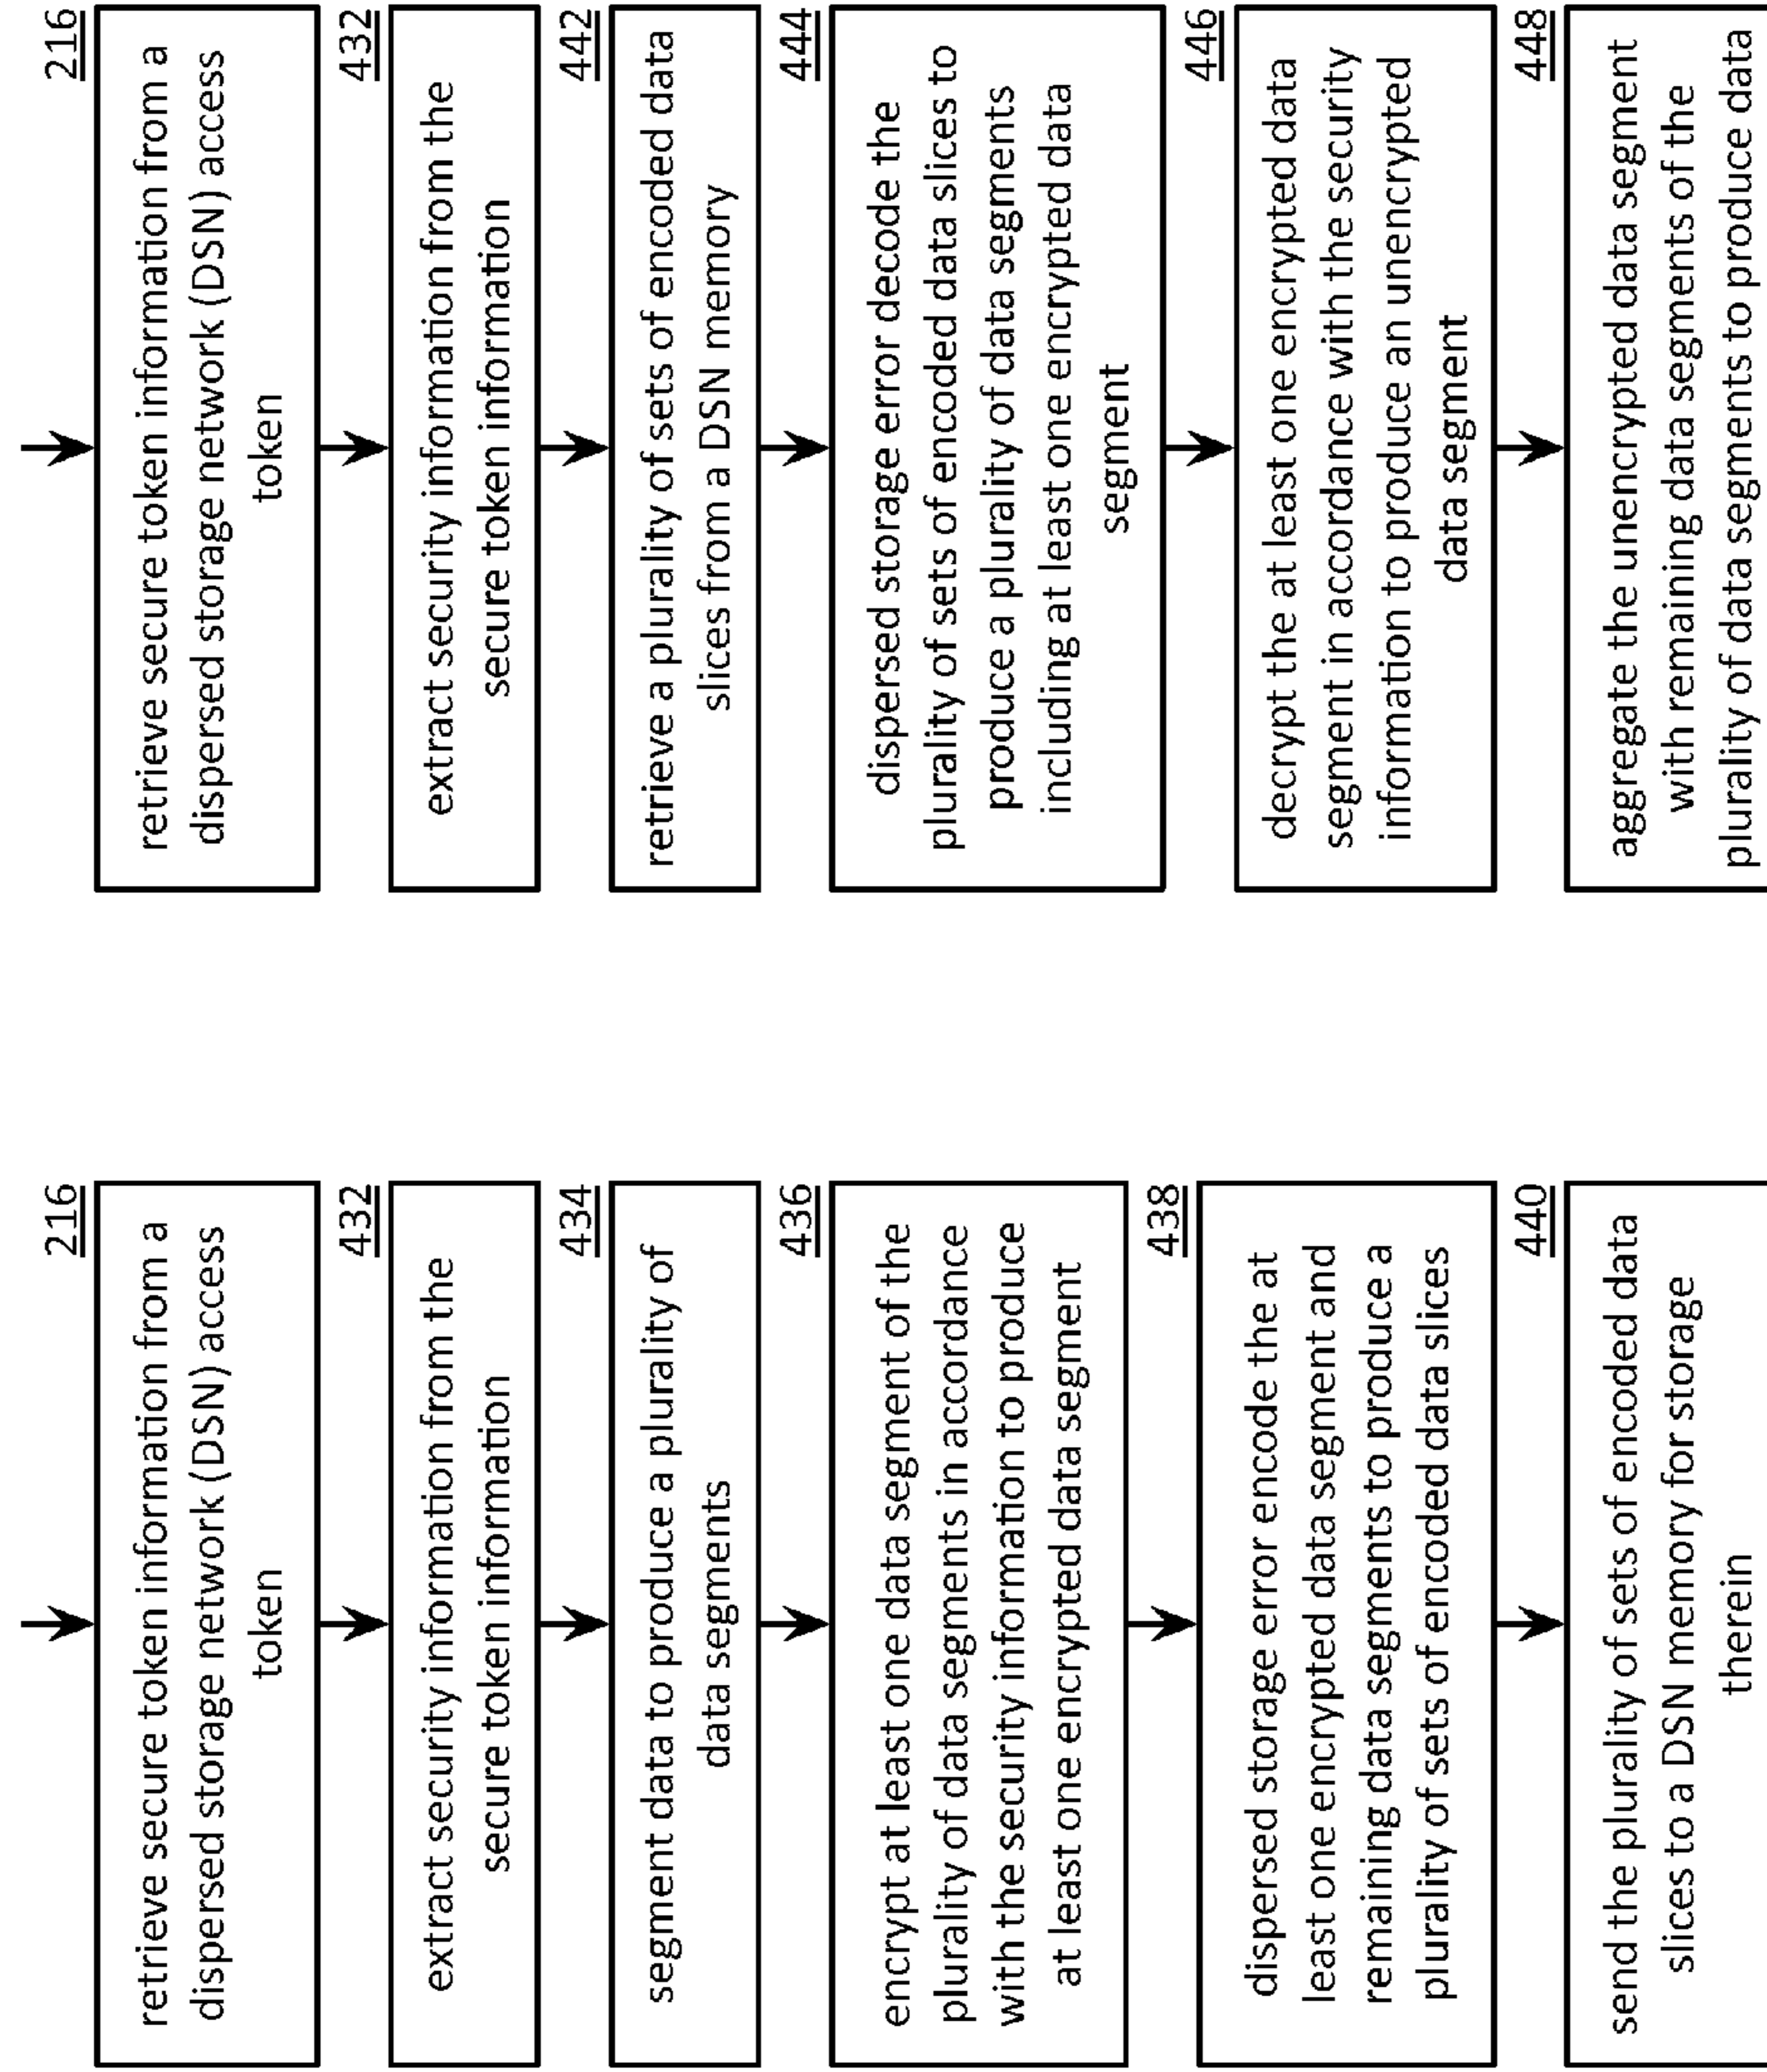 216
retrieve secure token information from a
dispersed storage network (DSN) access
token
432
extract security information from the
secure token information
434
segment data to produce a plurality of
data segments
436
encrypt at least one data segment of the
plurality of data segments in accordance
with the security information to produce
at least one encrypted data segment
438
dispersed storage error encode the at
least one encrypted data segment and
remaining data segments to produce a
plurality of sets of encoded data slices
440
send the plurality of sets of encoded data
slices to a DSN memory for storage
therein
216
retrieve secure token information from a
dispersed storage network (DSN) access
token
432
extract security information from the
secure token information
442
retrieve a plurality of sets of encoded data
slices from a DSN memory
444
dispersed storage error decode the
plurality of sets of encoded data slices to
produce a plurality of data segments
including at least one encrypted data
segment
446
decrypt the at least one encrypted data
segment in accordance with the security
information to produce an unencrypted
data segment
448
aggregate the unencrypted data segment
with remaining data segments of the
plurality of data segments to produce data